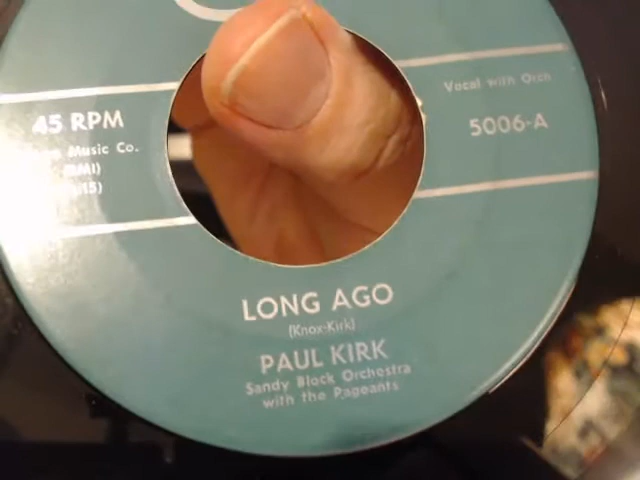 45 RPM
Music Co.
Vocal with Orch
5006-A
LONG AGO
(Knox-Kirk)
PAUL KIRK
Sandy Block Orchestra
with the Pageants